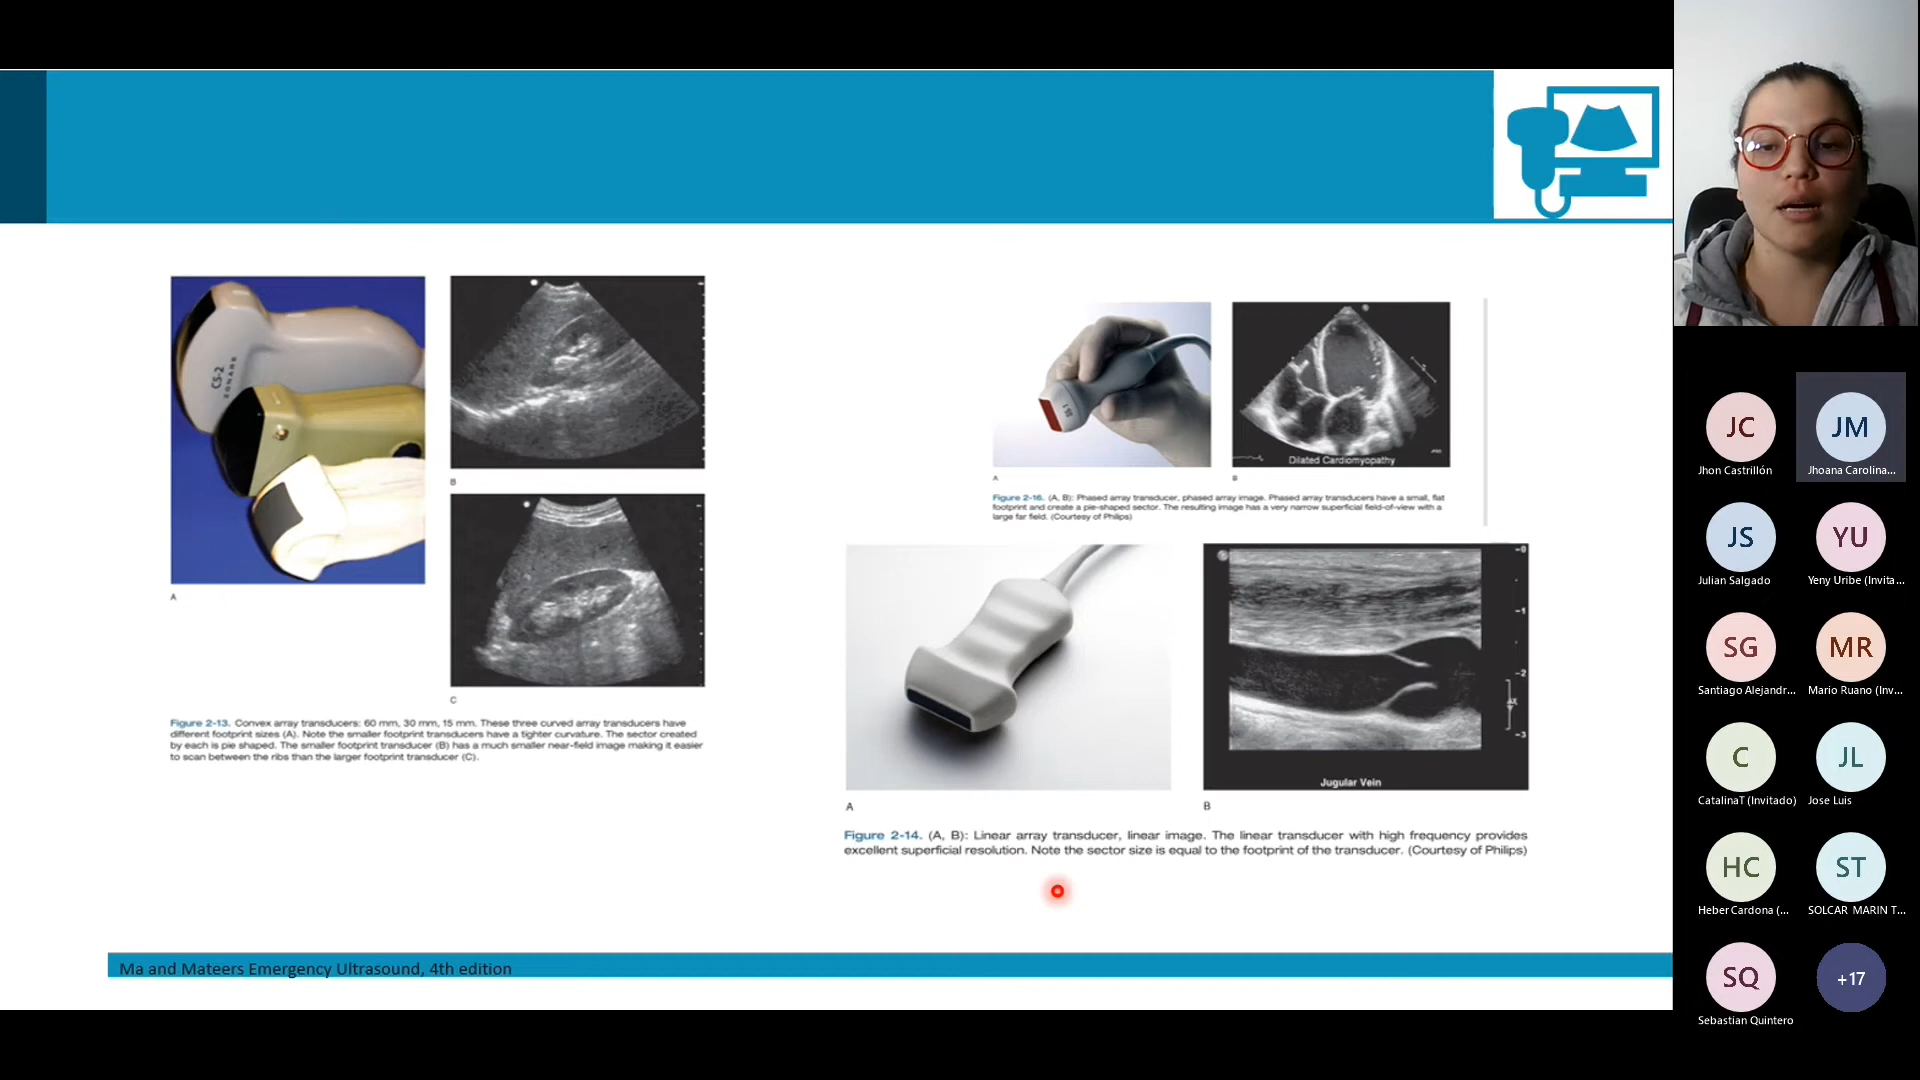 C5-2
SONARE
A
B
C
Figure 2-13. Convex array transducers: 60 mm, 30 mm, 15 mm. These three curved array transducers have
different footprint sizes (A). Note the smaller footprint transducers have a tighter curvature. The sector created
by each is pie shaped. The smaller footprint transducer (B) has a much smaller near-field image making it easier
to scan between the ribs than the larger footprint transducer (C).
Dilated Cardiomyopathy
A
B
Figure 2-16. (A, B): Phased array transducer, phased array image. Phased array transducers have a small, flat
footprint and create a pie-shaped sector. The resulting image has a very narrow superficial field-of-view with a
large far field. (Courtesy of Philips)
-0
-1
-2
-3
Jugular Vein
A
B
Figure 2-14. (A, B): Linear array transducer, linear image. The linear transducer with high frequency provides
excellent superficial resolution. Note the sector size is equal to the footprint of the transducer. (Courtesy of Philips)
Ma and Mateers Emergency Ultrasound, 4th edition
JC
JM
Jhon Castrillón
Jhoana Carolina...
JS
YU
Julian Salgado
Yeny Uribe (Invita...
SG
MR
Santiago Alejandr...
Mario Ruano (Inv...
C
JL
CatalinaT (Invitado)
Jose Luis
HC
ST
Heber Cardona (...
SOLCAR MARIN T...
SQ
+17
Sebastian Quintero